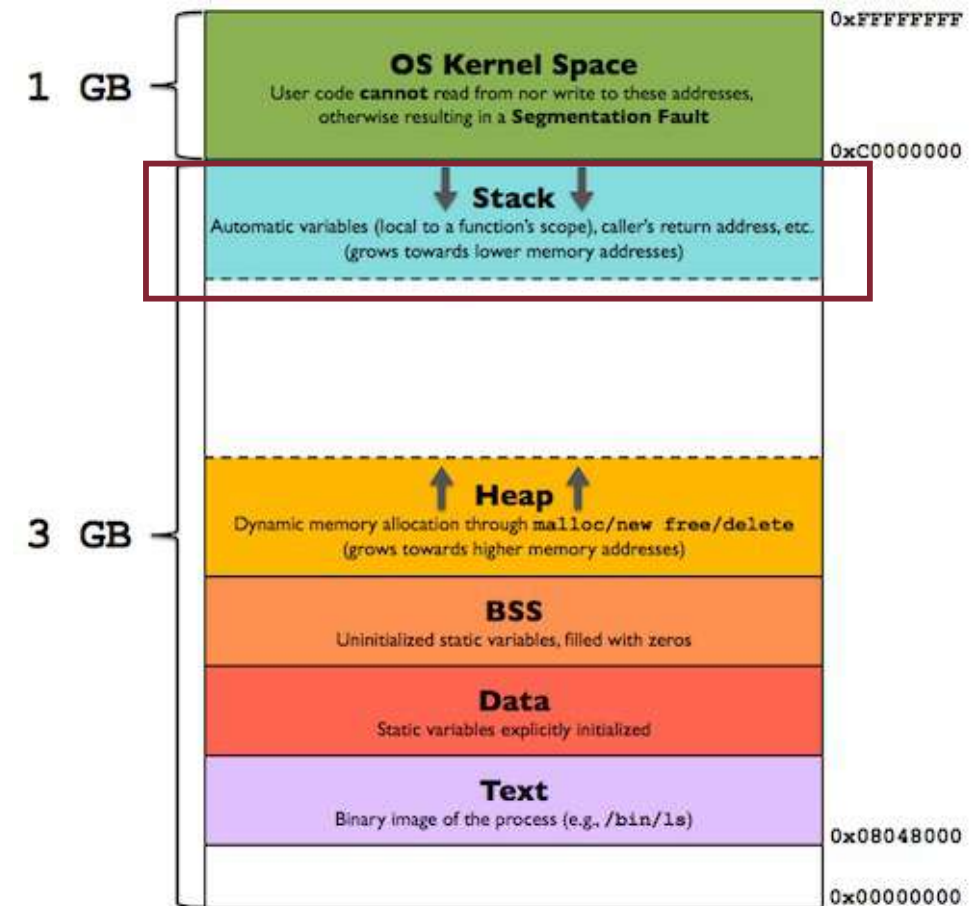 0xFFFFFFFF
1 GB
OS Kernel Space
User code cannot read from nor write to these addresses,
otherwise resulting in a Segmentation Fault
0xC0000000
Stack
Automatic variables (local to a function's scope), caller's return address, etc.
(grows towards lower memory addresses)
Heap
Dynamic memory allocation through malloc/new free/delete
(grows towards higher memory addresses)
3 GB
BSS
Uninitialized static variables, filled with zeros
Data
Static variables explicitly initialized
Text
Binary image of the process (e.g., /bin/ls)
0x08048000
0x00000000